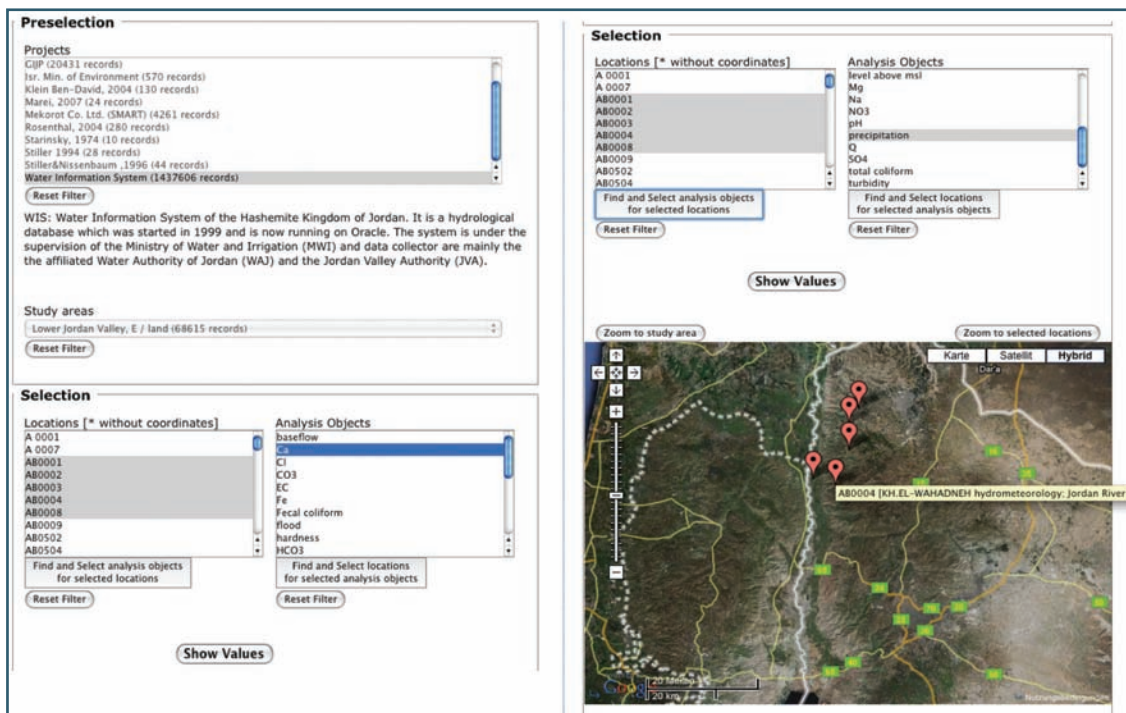 Preselection
Projects
GIJP (20431 records)
Isr. Min. of Environment (570 records)
Klein Ben-David, 2004 (130 records)
Marei, 2007 (24 records)
Mekorot Co. Ltd. (SMART) (4261 records)
Rosenthal, 2004 (280 records)
Starinsky, 1974 (10 records)
Stiller 1994 (28 records)
Stiller&Nissenbaum ,1996 (44 records)
Water Information System (1437606 records)
Reset Filter
WIS: Water Information System of the Hashemite Kingdom of Jordan. It is a hydrological
database which was started in 1999 and is now running on Oracle. The system is under the
supervision of the Ministry of Water and Irrigation (MWI) and data collector are mainly the
the affiliated Water Authority of Jordan (WAJ) and the Jordan Valley Authority (JVA).
Study areas
Lower Jordan Valley, E / land (68615 records)
Reset Filter
Selection
Locations [* without coordinates]
A 0001
A 0007
AB0001
AB0002
AB0003
AB0004
AB0008
AB0009
AB0502
AB0504
Find and Select analysis objects
for selected locations
Reset Filter
Analysis Objects
baseflow
Ca
Cl
CO3
EC
Fe
Fecal coliform
flood
hardness
HCO3
Find and Select locations
for selected analysis objects
Reset Filter
Show Values
Selection
Locations [* without coordinates]
A 0001
A 0007
AB0001
AB0002
AB0003
AB0004
AB0008
AB0009
AB0502
AB0504
Find and Select analysis objects
for selected locations
Reset Filter
Analysis Objects
level above msl
Mg
Na
NO3
pH
precipitation
Q
SO4
total coliform
turbidity
Find and Select locations
for selected analysis objects
Reset Filter
Show Values
Zoom to study area
Zoom to selected locations
Karte
Satellit
Hybrid
Dar'a
AB0004 [KH.EL-WAHADNEH hydrometeorology; Jordan River
20 km
Nutzungsbedingungen